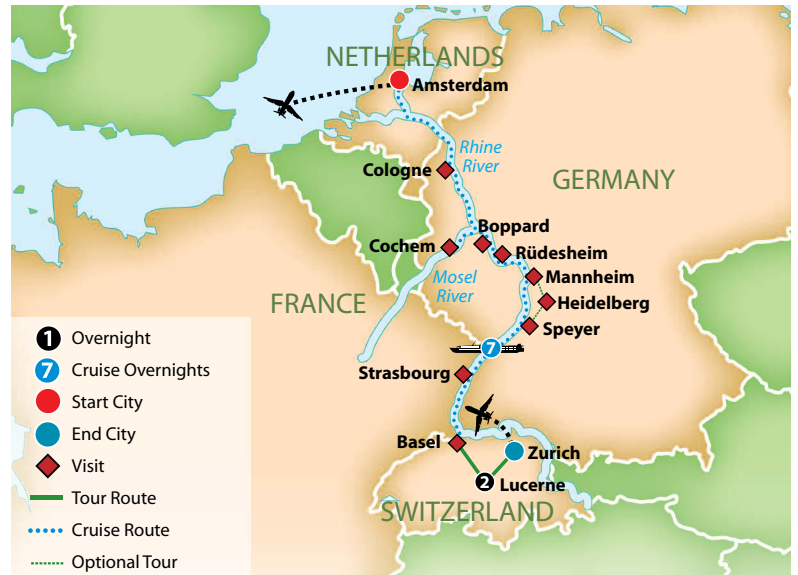 NETHERLANDS
Amsterdam
Rhine
River
Cologne
GERMANY
Boppard
Cochem
Rüdesheim
Mosel
River
Mannheim
FRANCE
Heidelberg
Speyer
7
Strasbourg
Basel
Zurich
2
Lucerne
SWITZERLAND
1 Overnight
7 Cruise Overnights
Start City
End City
Visit
Tour Route
Cruise Route
Optional Tour